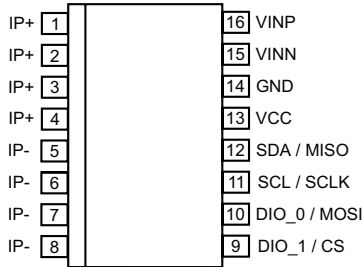 IP+ 1 16 VINP
IP+ 2 15 VINN
IP+ 3 14 GND
IP+ 4 13 VCC
IP- 5 12 SDA / MISO
IP- 6 11 SCL / SCLK
IP- 7 10 DIO_0 / MOSI
IP- 8 9 DIO_1 / CS